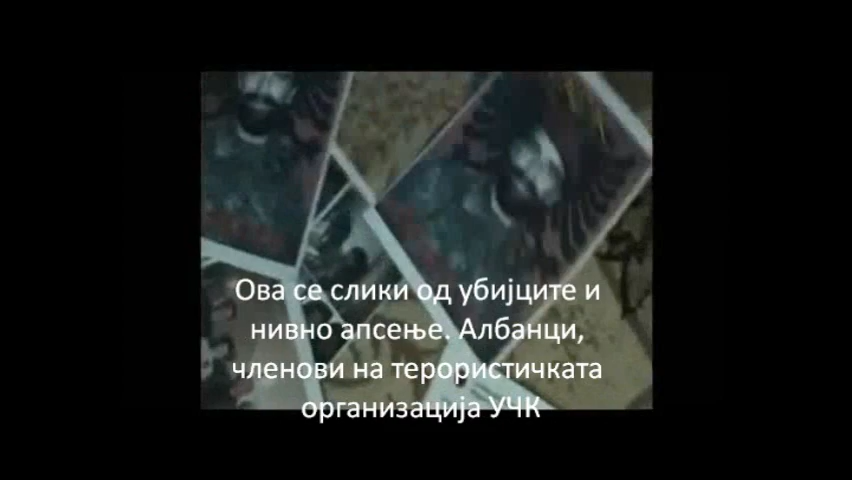 Ова се слики од убијците и
нивно апсење. Албанци,
членови на терористичката
организација УЧК